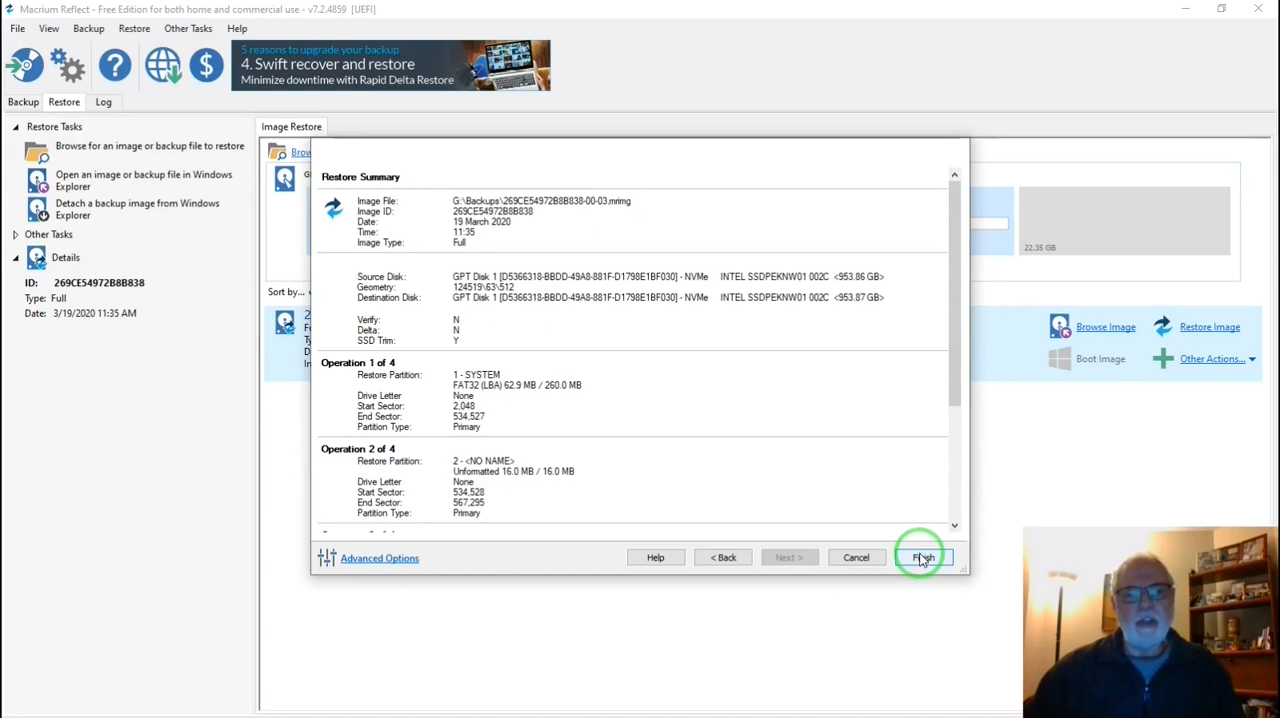 Macrium Reflect - Free Edition for both home and commercial use - v7.2.4859 [UEFI]
File View Backup Restore Other Tasks Help
5 reasons to upgrade your backup
4. Swift recover and restore
Minimize downtime with Rapid Delta Restore
Backup Restore Log
Restore Tasks
Browse for an image or backup file to restore
Open an image or backup file in Windows
Explorer
Detach a backup image from Windows
Explorer
Other Tasks
Details
ID: 269CE54972B8B838
Type: Full
Date: 3/19/2020 11:35 AM
Image Restore
Brow
22.35 GB
Sort by...
Browse Image
Restore Image
Boot Image
Other Actions...
Restore Summary
Image File: G:\Backups\269CE54972B8B838-00-03.mrimg
Image ID: 269CE54972B8B838
Date: 19 March 2020
Time: 11:35
Image Type: Full
Source Disk: GPT Disk 1 [D5366318-BBDD-49A8-881F-D1798E1BF030] - NVMe INTEL SSDPEKNW01 002C <953.86 GB>
Geometry: 124519\63\512
Destination Disk: GPT Disk 1 [D5366318-BBDD-49A8-881F-D1798E1BF030] - NVMe INTEL SSDPEKNW01 002C <953.87 GB>
Verify: N
Delta: N
SSD Trim: Y
Operation 1 of 4
Restore Partition: 1 - SYSTEM
FAT32 (LBA) 62.9 MB / 260.0 MB
Drive Letter None
Start Sector: 2,048
End Sector: 534,527
Partition Type: Primary
Operation 2 of 4
Restore Partition: 2 - <NO NAME>
Unformatted 16.0 MB / 16.0 MB
Drive Letter None
Start Sector: 534,528
End Sector: 567,295
Partition Type: Primary
Advanced Options
Help
< Back
Next >
Cancel
Finish